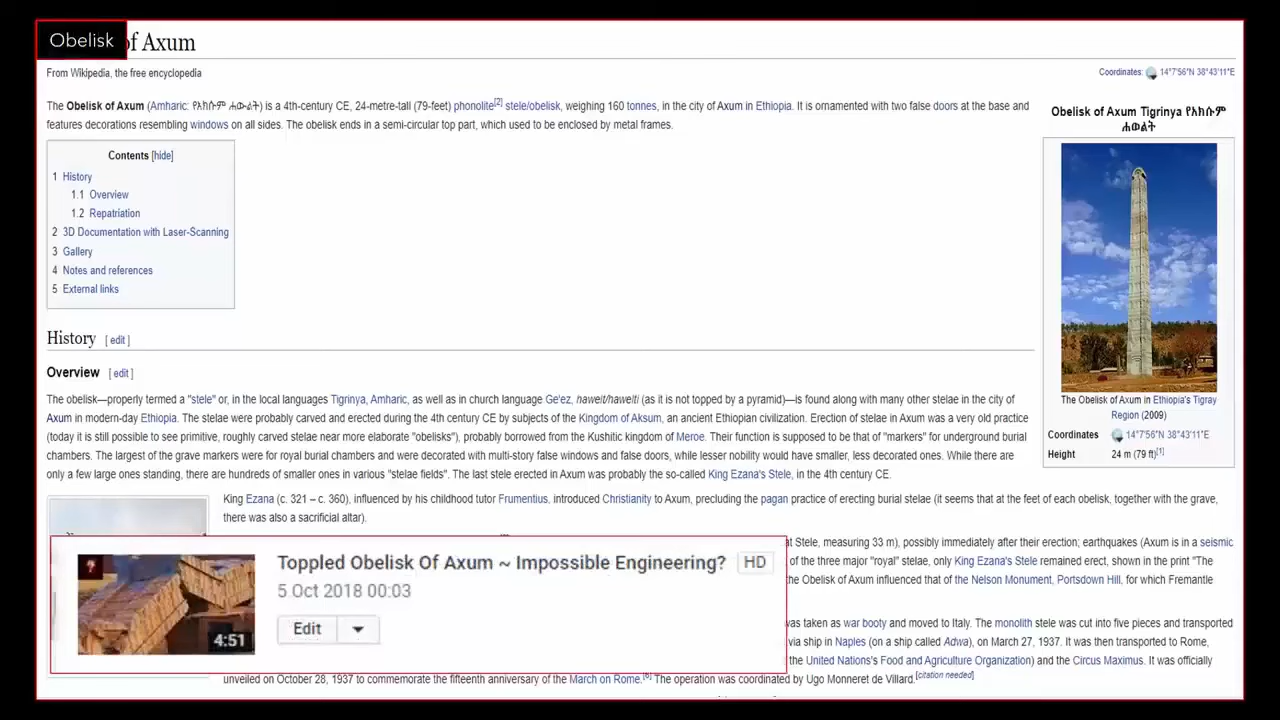 Obelisk of Axum
From Wikipedia, the free encyclopedia
Coordinates: 14°7′56″N 38°43′11″E
The Obelisk of Axum (Amharic: የአክሱም ሐውልት) is a 4th-century CE, 24-metre-tall (79-feet) phonolite[2] stele/obelisk, weighing 160 tonnes, in the city of Axum in Ethiopia. It is ornamented with two false doors at the base and
features decorations resembling windows on all sides. The obelisk ends in a semi-circular top part, which used to be enclosed by metal frames.
Contents [hide]
1 History
1.1 Overview
1.2 Repatriation
2 3D Documentation with Laser-Scanning
3 Gallery
4 Notes and references
5 External links
Obelisk of Axum Tigrinya የአክሱም
ሐወልት
The Obelisk of Axum in Ethiopia's Tigray
Region (2009)
Coordinates 14°7′56″N 38°43′11″E
Height 24 m (79 ft)[1]
History [ edit ]
Overview [ edit ]
The obelisk—properly termed a "stele" or, in the local languages Tigrinya, Amharic, as well as in church language Ge'ez, hawelt/hawelti (as it is not topped by a pyramid)—is found along with many other stelae in the city of
Axum in modern-day Ethiopia. The stelae were probably carved and erected during the 4th century CE by subjects of the Kingdom of Aksum, an ancient Ethiopian civilization. Erection of stelae in Axum was a very old practice
(today it is still possible to see primitive, roughly carved stelae near more elaborate "obelisks"), probably borrowed from the Kushitic kingdom of Meroe. Their function is supposed to be that of "markers" for underground burial
chambers. The largest of the grave markers were for royal burial chambers and were decorated with multi-story false windows and false doors, while lesser nobility would have smaller, less decorated ones. While there are
only a few large ones standing, there are hundreds of smaller ones in various "stelae fields". The last stele erected in Axum was probably the so-called King Ezana's Stele, in the 4th century CE.
King Ezana (c. 321 – c. 360), influenced by his childhood tutor Frumentius, introduced Christianity to Axum, precluding the pagan practice of erecting burial stelae (it seems that at the feet of each obelisk, together with the grave,
there was also a sacrificial altar).
at Stele, measuring 33 m), possibly immediately after their erection; earthquakes (Axum is in a seismic
of the three major "royal" stelae, only King Ezana's Stele remained erect, shown in the print "The
the Obelisk of Axum influenced that of the Nelson Monument, Portsdown Hill, for which Fremantle
was taken as war booty and moved to Italy. The monolith stele was cut into five pieces and transported
via ship in Naples (on a ship called Adwa), on March 27, 1937. It was then transported to Rome,
the United Nations's Food and Agriculture Organization) and the Circus Maximus. It was officially
unveiled on October 28, 1937 to commemorate the fifteenth anniversary of the March on Rome.[6] The operation was coordinated by Ugo Monneret de Villard.[citation needed]
Toppled Obelisk Of Axum ~ Impossible Engineering? HD
5 Oct 2018 00:03
Edit
4:51